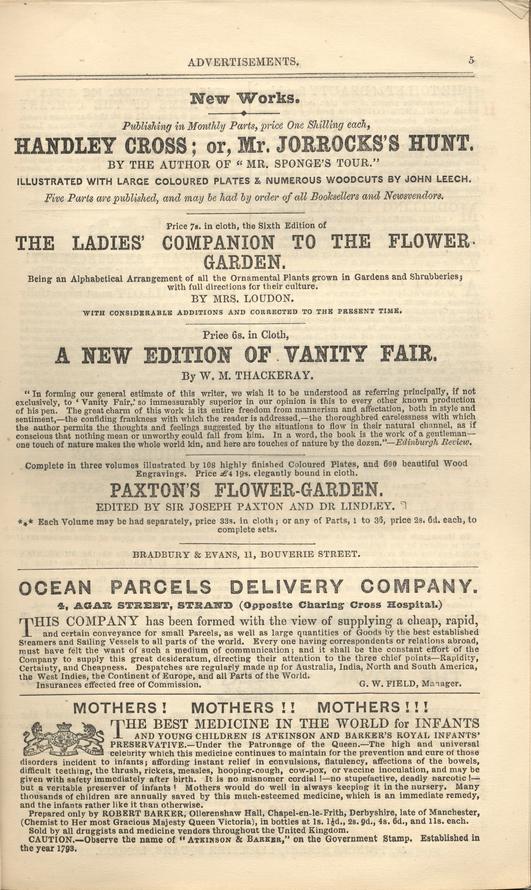 ADVERTISEMENTS.
5
New Works.
Publishing in Monthly Parts, price One Shilling each,
HANDLEY CROSS; or, Mr. JORROCKS'S HUNT.
BY THE AUTHOR OF "MR. SPONGE'S TOUR."
ILLUSTRATED WITH LARGE COLOURED PLATES & NUMEROUS WOODCUTS BY JOHN LEECH.
Five Parts are published, and may be had by order of all Booksellers and Newsvendors.
Price 7s. in cloth, the Sixth Edition of
THE LADIES' COMPANION TO THE FLOWER-
GARDEN.
Being an Alphabetical Arrangement of all the Ornamental Plants grown in Gardens and Shrubberies;
with full directions for their culture.
BY MRS. LOUDON.
WITH CONSIDERABLE ADDITIONS AND CORRECTED TO THE PRESENT TIME.
Price 6s. in Cloth,
A NEW EDITION OF VANITY FAIR.
By W. M. THACKERAY.
"In forming our general estimate of this writer, we wish it to be understood as referring principally, if not
exclusively, to 'Vanity Fair,' so immeasurably superior in our opinion is this to every other known production
of his pen. The great charm of this work is its entire freedom from mannerism and affectation, both in style and
sentiment,—the confiding frankness with which the reader is addressed,—the thoroughbred carelessness with which
the author permits the thoughts and feelings suggested by the situations to flow in their natural channel, as if
conscious that nothing mean or unworthy could fall from him. In a word, the book is the work of a gentleman—
one touch of nature makes the whole world kin, and here are touches of nature by the dozen."—Edinburgh Review.
Complete in three volumes illustrated by 108 highly finished Coloured Plates, and 600 beautiful Wood
Engravings. Price £4 19s. elegantly bound in cloth.
PAXTON'S FLOWER-GARDEN.
EDITED BY SIR JOSEPH PAXTON AND DR LINDLEY.
*** Each Volume may be had separately, price 33s. in cloth; or any of Parts, 1 to 36, price 2s. 6d. each, to
complete sets.
BRADBURY & EVANS, 11, BOUVERIE STREET.
OCEAN PARCELS DELIVERY COMPANY.
4, AGAR STREET, STRAND (Opposite Charing Cross Hospital.)
THIS COMPANY has been formed with the view of supplying a cheap, rapid,
and certain conveyance for small Parcels, as well as large quantities of Goods by the best established
Steamers and Sailing Vessels to all parts of the world. Every one having correspondents or relations abroad,
must have felt the want of such a medium of communication; and it shall be the constant effort of the
Company to supply this great desideratum, directing their attention to the three chief points—Rapidity,
Certainty, and Cheapness. Despatches are regularly made up for Australia, India, North and South America,
the West Indies, the Continent of Europe, and all Parts of the World.
Insurances effected free of Commission. G. W. FIELD, Manager.
MOTHERS! MOTHERS!! MOTHERS!!!
THE BEST MEDICINE IN THE WORLD for INFANTS
AND YOUNG CHILDREN IS ATKINSON AND BARKER'S ROYAL INFANTS'
PRESERVATIVE.—Under the Patronage of the Queen.—The high and universal
celebrity which this medicine continues to maintain for the prevention and cure of those
disorders incident to infants; affording instant relief in convulsions, flatulency, affections of the bowels,
difficult teething, the thrush, rickets, measles, hooping-cough, cow-pox, or vaccine inoculation, and may be
given with safety immediately after birth. It is no misnomer cordial!—no stupefactive, deadly narcotic!—
but a veritable preserver of infants! Mothers would do well in always keeping it in the nursery. Many
thousands of children are annually saved by this much-esteemed medicine, which is an immediate remedy,
and the infants rather like it than otherwise.
Prepared only by ROBERT BARKER, Ollerenshaw Hall, Chapel-en-le-Frith, Derbyshire, late of Manchester,
(Chemist to Her most Gracious Majesty Queen Victoria), in bottles at 1s. 1½d., 2s. 9d., 4s. 6d., and 11s. each.
Sold by all druggists and medicine vendors throughout the United Kingdom.
CAUTION.—Observe the name of "ATKINSON & BARKER," on the Government Stamp. Established in
the year 1793.